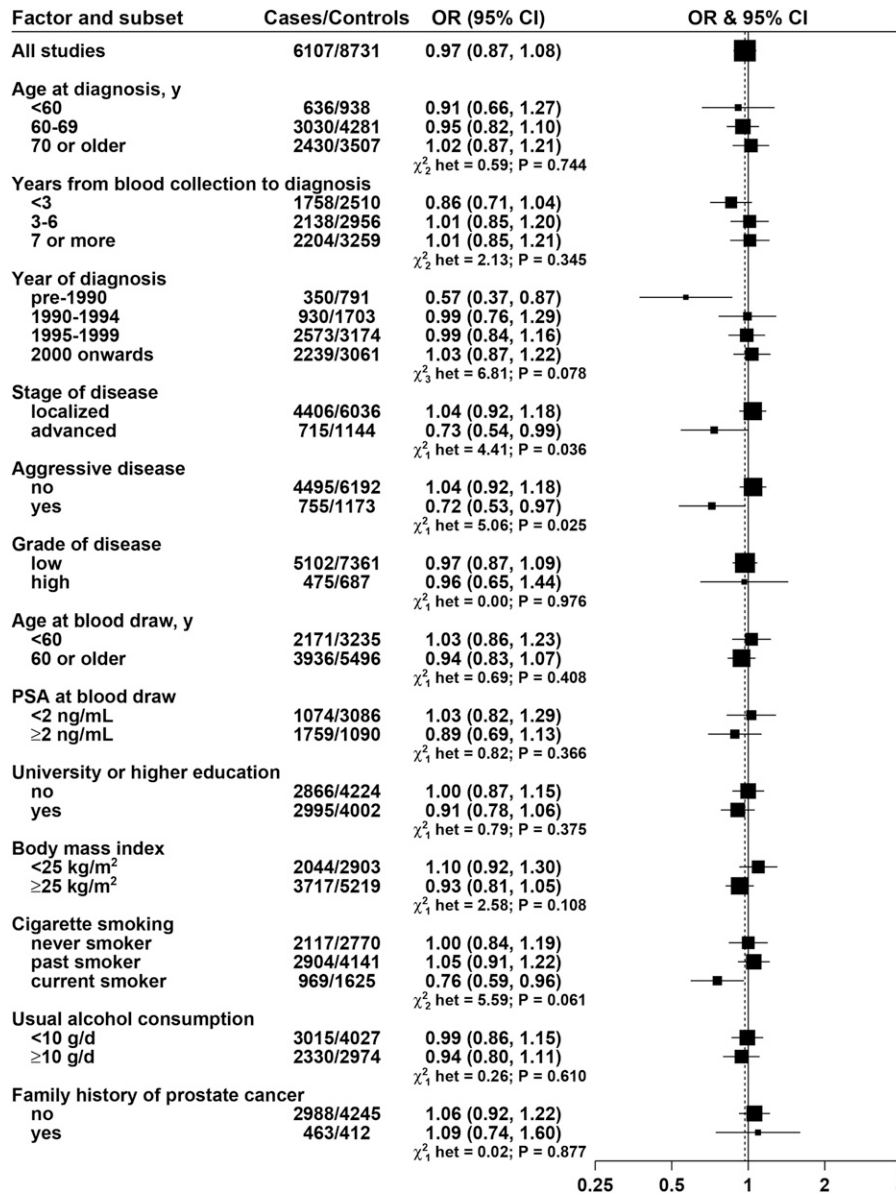 Factor and subset Cases/Controls OR (95% CI) OR & 95% CI
All studies 6107/8731 0.97 (0.87, 1.08)
Age at diagnosis, y
<60 636/938 0.91 (0.66, 1.27)
60-69 3030/4281 0.95 (0.82, 1.10)
70 or older 2430/3507 1.02 (0.87, 1.21)
χ²₂ het = 0.59; P = 0.744
Years from blood collection to diagnosis
<3 1758/2510 0.86 (0.71, 1.04)
3-6 2138/2956 1.01 (0.85, 1.20)
7 or more 2204/3259 1.01 (0.85, 1.21)
χ²₂ het = 2.13; P = 0.345
Year of diagnosis
pre-1990 350/791 0.57 (0.37, 0.87)
1990-1994 930/1703 0.99 (0.76, 1.29)
1995-1999 2573/3174 0.99 (0.84, 1.16)
2000 onwards 2239/3061 1.03 (0.87, 1.22)
χ²₃ het = 6.81; P = 0.078
Stage of disease
localized 4406/6036 1.04 (0.92, 1.18)
advanced 715/1144 0.73 (0.54, 0.99)
χ²₁ het = 4.41; P = 0.036
Aggressive disease
no 4495/6192 1.04 (0.92, 1.18)
yes 755/1173 0.72 (0.53, 0.97)
χ²₁ het = 5.06; P = 0.025
Grade of disease
low 5102/7361 0.97 (0.87, 1.09)
high 475/687 0.96 (0.65, 1.44)
χ²₁ het = 0.00; P = 0.976
Age at blood draw, y
<60 2171/3235 1.03 (0.86, 1.23)
60 or older 3936/5496 0.94 (0.83, 1.07)
χ²₁ het = 0.69; P = 0.408
PSA at blood draw
<2 ng/mL 1074/3086 1.03 (0.82, 1.29)
≥2 ng/mL 1759/1090 0.89 (0.69, 1.13)
χ²₁ het = 0.82; P = 0.366
University or higher education
no 2866/4224 1.00 (0.87, 1.15)
yes 2995/4002 0.91 (0.78, 1.06)
χ²₁ het = 0.79; P = 0.375
Body mass index
<25 kg/m² 2044/2903 1.10 (0.92, 1.30)
≥25 kg/m² 3717/5219 0.93 (0.81, 1.05)
χ²₁ het = 2.58; P = 0.108
Cigarette smoking
never smoker 2117/2770 1.00 (0.84, 1.19)
past smoker 2904/4141 1.05 (0.91, 1.22)
current smoker 969/1625 0.76 (0.59, 0.96)
χ²₂ het = 5.59; P = 0.061
Usual alcohol consumption
<10 g/d 3015/4027 0.99 (0.86, 1.15)
≥10 g/d 2330/2974 0.94 (0.80, 1.11)
χ²₁ het = 0.26; P = 0.610
Family history of prostate cancer
no 2988/4245 1.06 (0.92, 1.22)
yes 463/412 1.09 (0.74, 1.60)
χ²₁ het = 0.02; P = 0.877
0.25 0.5 1 2